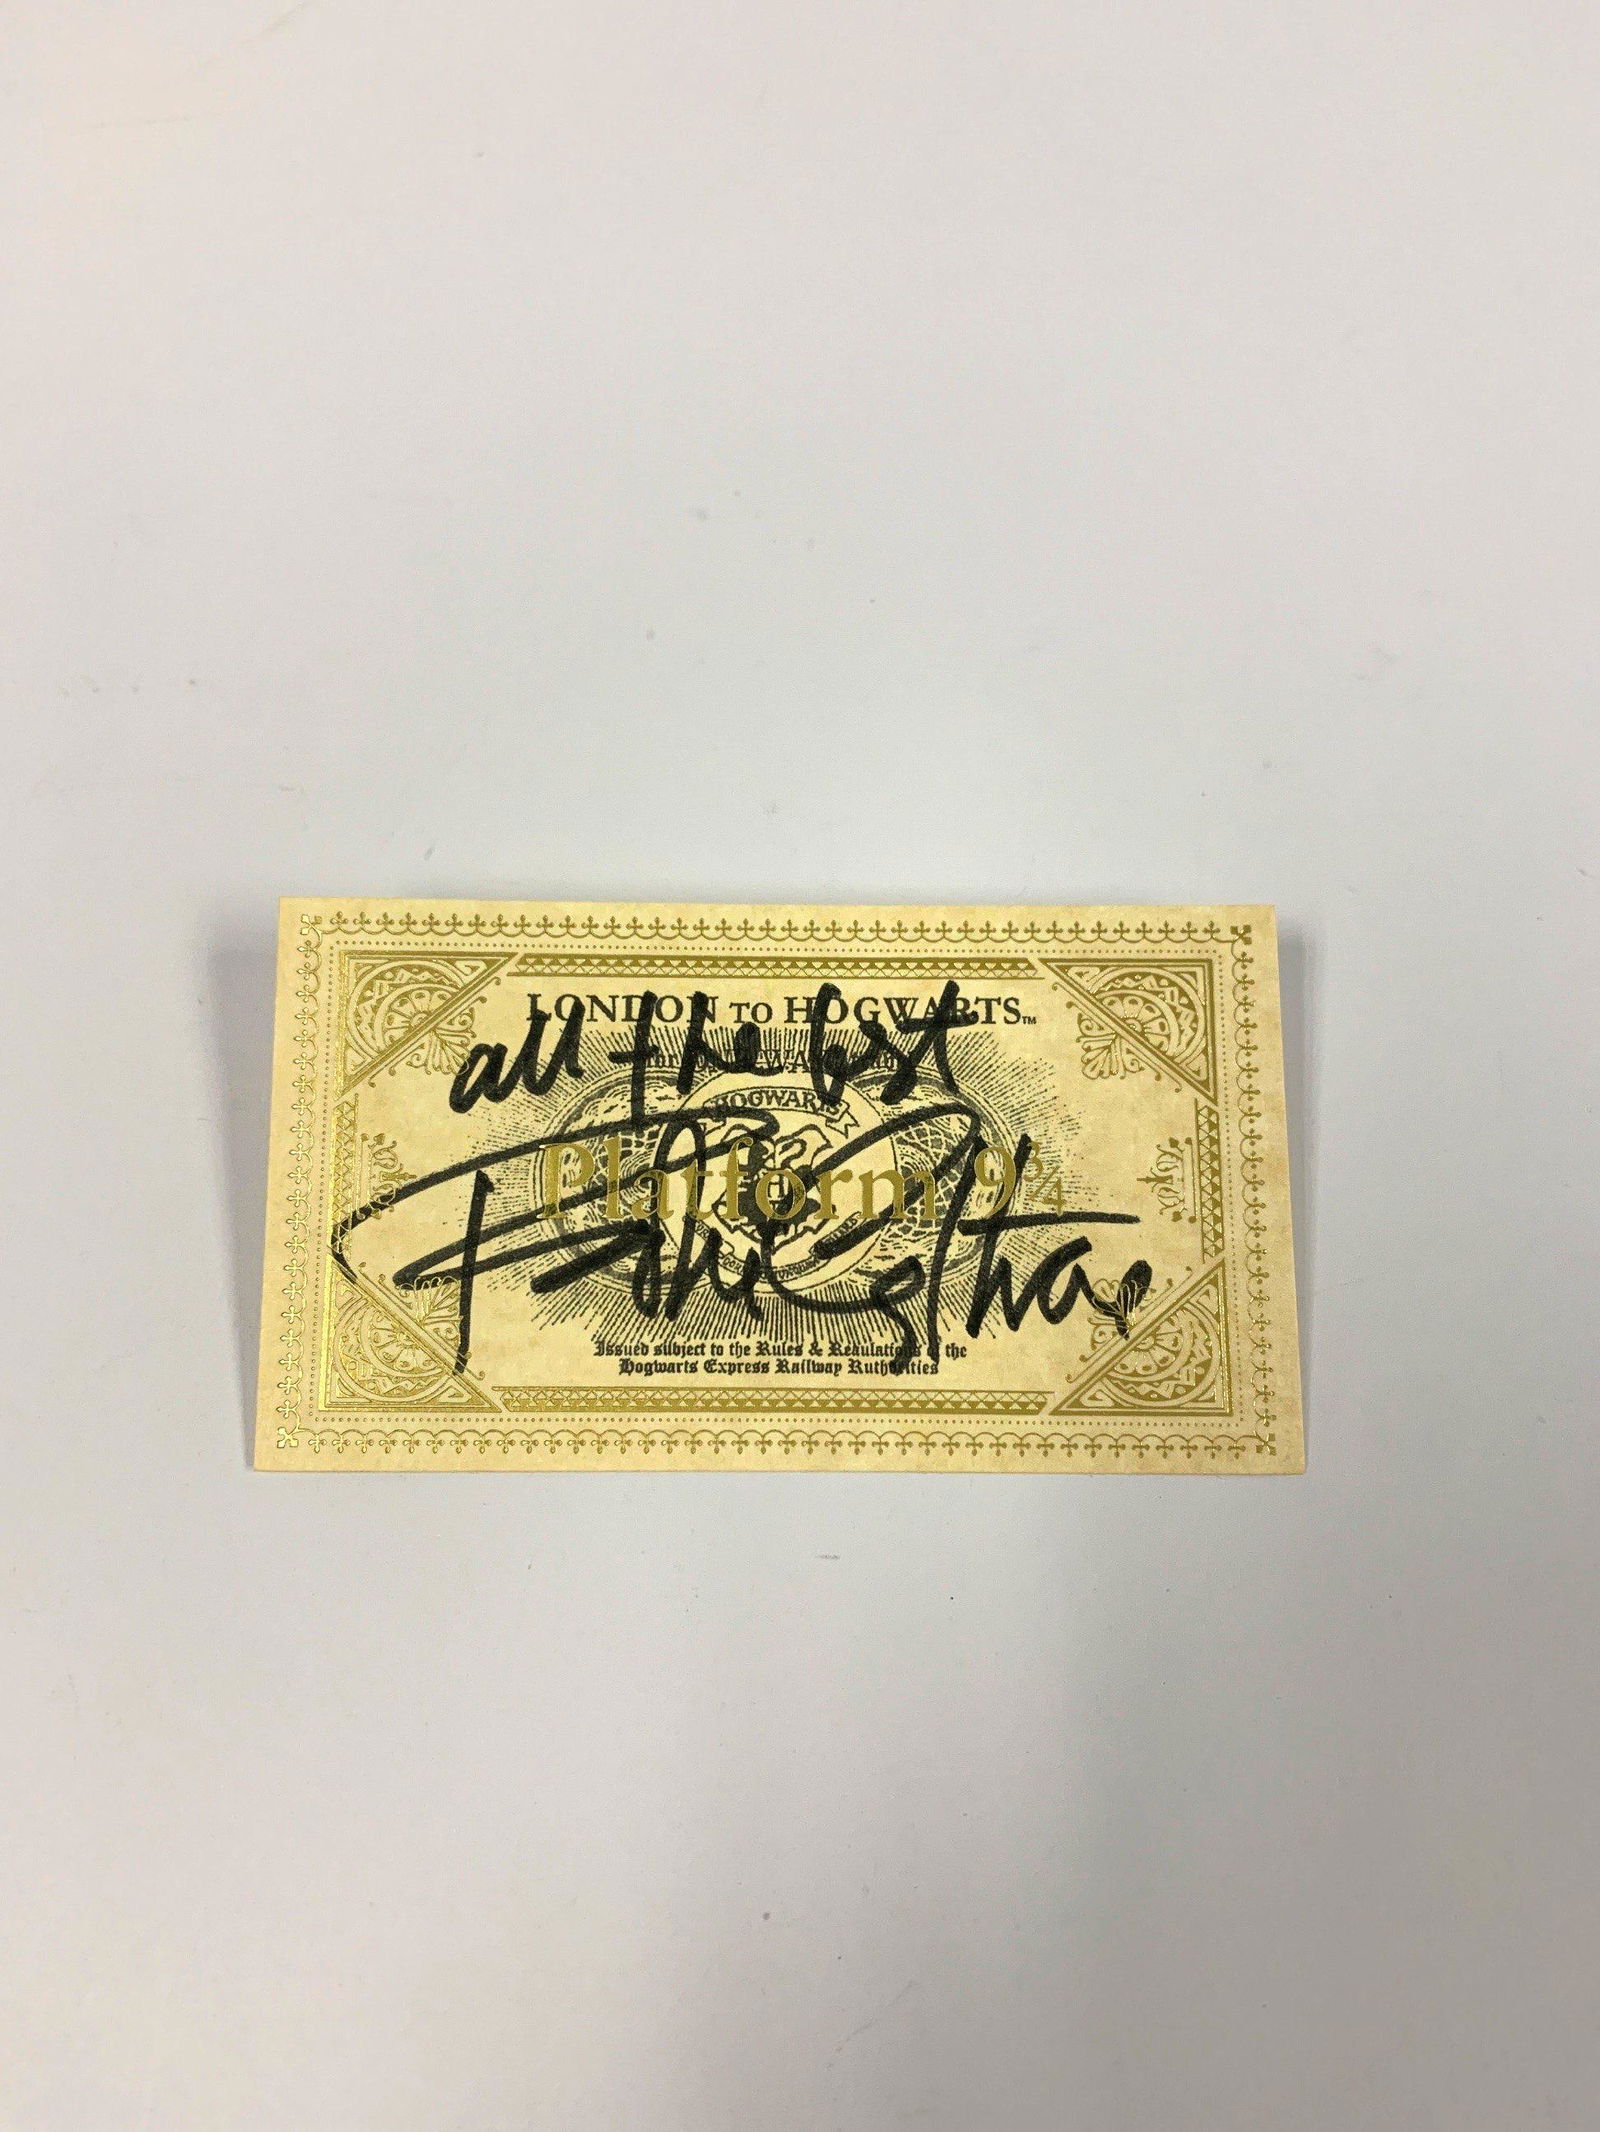 LONDON TO HOGWARTS™
all the best
HOGWARTS
Platform 9¾
H
Issued subject to the Rules & Regulations of the
Hogwarts Express Railway Authorities